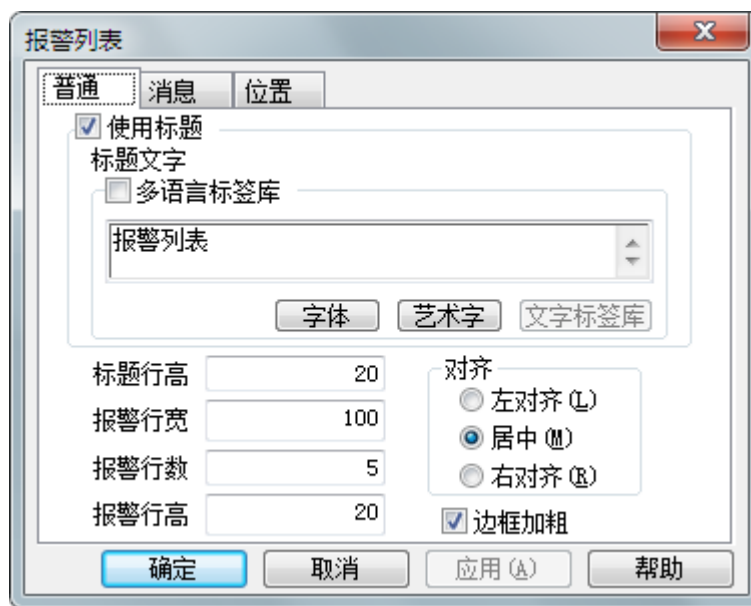 报警列表
普通 消息 位置
使用标题
标题文字
多语言标签库
报警列表
字体 艺术字 文字标签库
标题行高 20
报警行宽 100
报警行数 5
报警行高 20
对齐
左对齐(L)
居中(M)
右对齐(R)
边框加粗
确定 取消 应用(A) 帮助